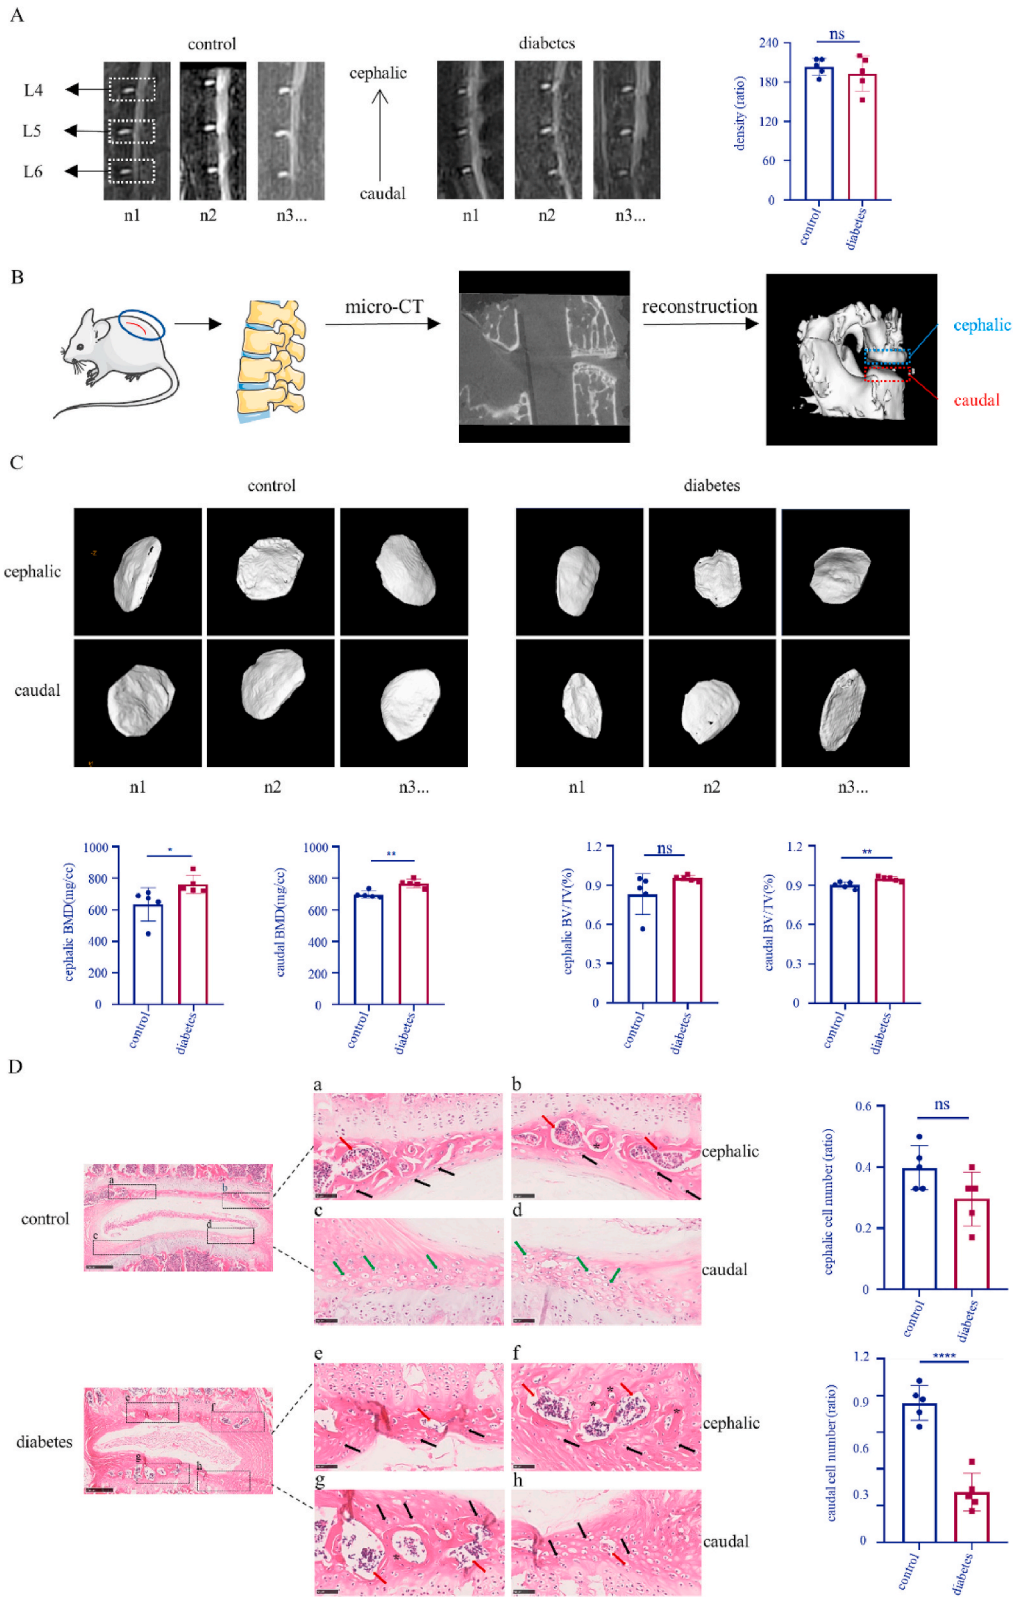 A
control
diabetes
L4
L5
L6
n1
n2
n3...
cephalic
caudal
n1
n2
n3...
density (ratio)
240
180
120
60
0
ns
control
diabetes
B
micro-CT
reconstruction
cephalic
caudal
C
control
diabetes
cephalic
caudal
n1
n2
n3...
n1
n2
n3...
cephalic BMD(mg/cc)
1000
800
600
400
200
0
*
control
diabetes
caudal BMD(mg/cc)
1000
800
600
400
200
0
**
control
diabetes
cephalic BV/TV(%)
1.2
0.9
0.6
0.3
0
ns
control
diabetes
caudal BV/TV(%)
1.2
0.9
0.6
0.3
0
**
control
diabetes
D
control
a
b
c
d
a
b
cephalic
*
c
d
caudal
cephalic cell number (ratio)
0.6
0.4
0.2
0
ns
control
diabetes
diabetes
e
f
g
h
e
f
cephalic
*
*
*
g
h
caudal
*
caudal cell number (ratio)
1.2
0.9
0.6
0.3
0
****
control
diabetes